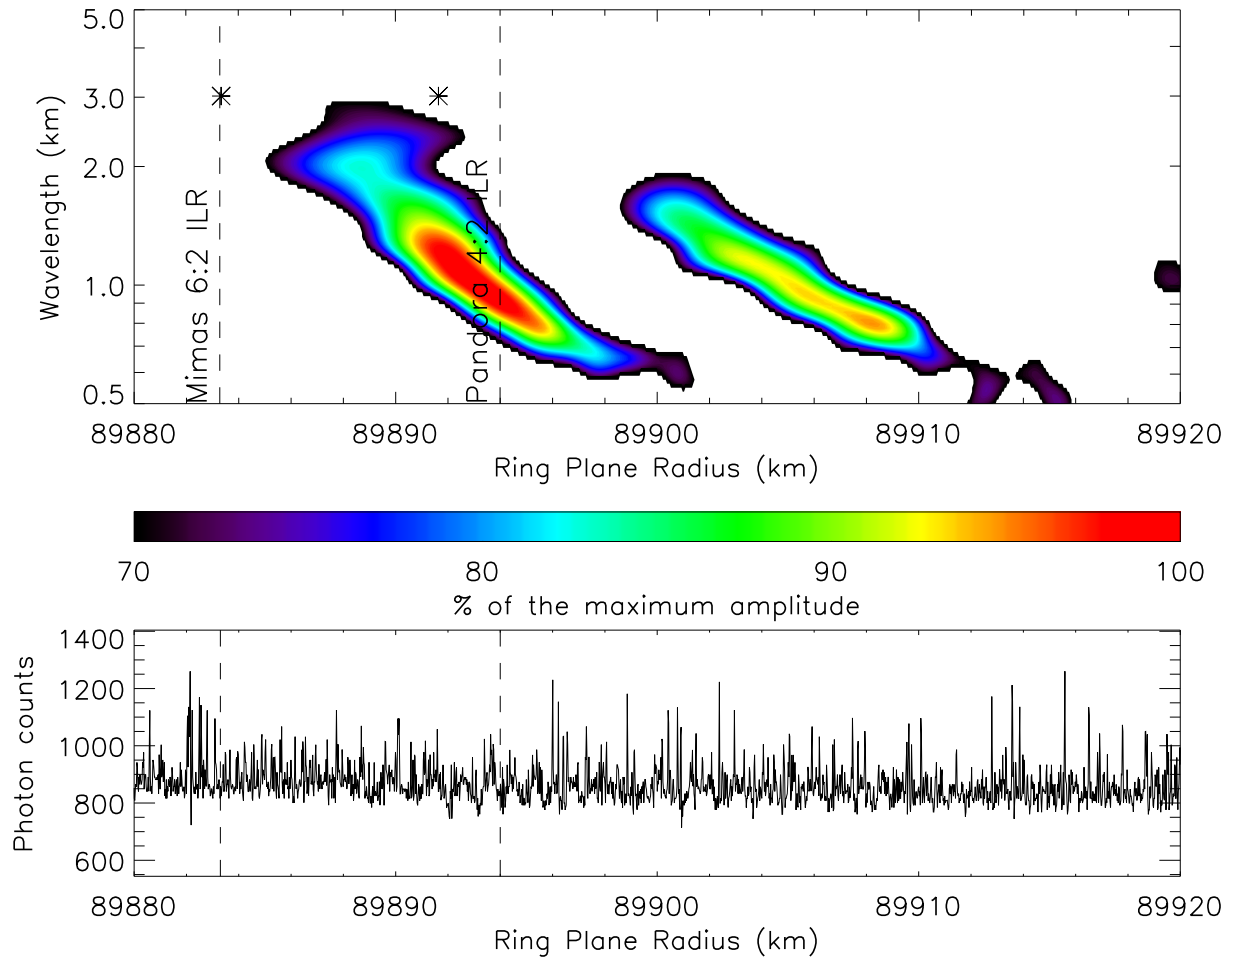 5.0
3.0
2.0
1.0
0.5
Wavelength (km)
Mimas 6:2 ILR
Pandora 4:2 ILR
89880 89890 89900 89910 89920
Ring Plane Radius (km)
70 80 90 100
% of the maximum amplitude
1400
1200
1000
800
600
Photon counts
89880 89890 89900 89910 89920
Ring Plane Radius (km)